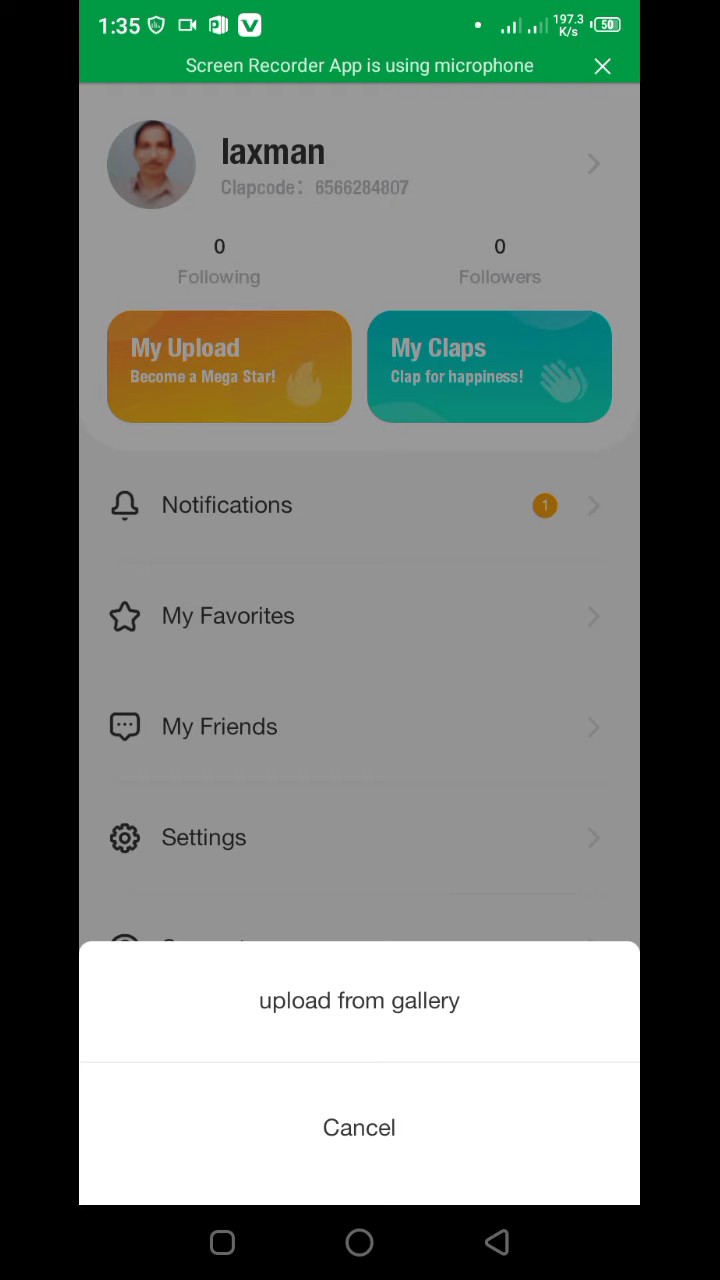 1:35
197.3
K/s
50
Screen Recorder App is using microphone
laxman
Clapcode: 6566284807
0
Following
0
Followers
My Upload
Become a Mega Star!
My Claps
Clap for happiness!
Notifications
1
My Favorites
My Friends
Settings
upload from gallery
Cancel